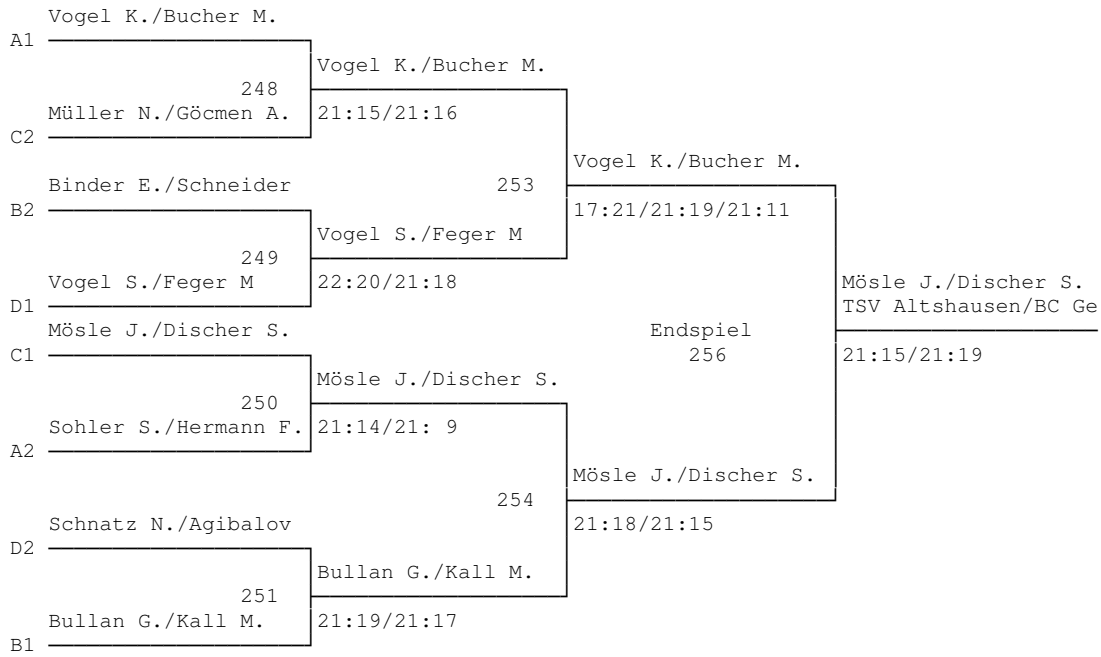 Vogel K./Bucher M.
A1
Vogel K./Bucher M.
248
Müller N./Göcmen A. 21:15/21:16
C2
Vogel K./Bucher M.
Binder E./Schneider 253
B2 17:21/21:19/21:11
Vogel S./Feger M
249
Vogel S./Feger M 22:20/21:18 Mösle J./Discher S.
D1 TSV Altshausen/BC Ge
Mösle J./Discher S. Endspiel
C1 256 21:15/21:19
Mösle J./Discher S.
250
Sohler S./Hermann F. 21:14/21: 9
A2
Mösle J./Discher S.
254
Schnatz N./Agibalov 21:18/21:15
D2
Bullan G./Kall M.
251
Bullan G./Kall M. 21:19/21:17
B1